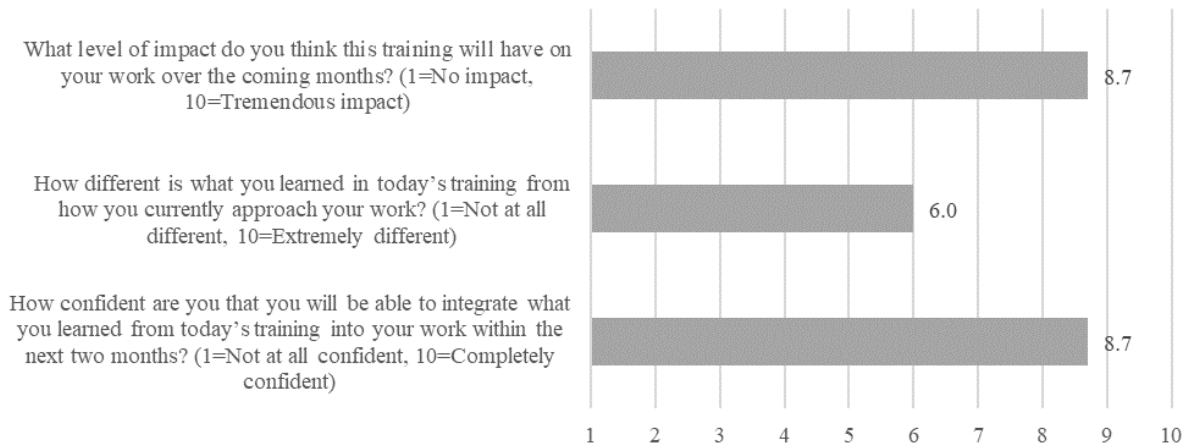 What level of impact do you think this training will have on
your work over the coming months? (1=No impact,
10=Tremendous impact)
8.7
How different is what you learned in today's training from
how you currently approach your work? (1=Not at all
different, 10=Extremely different)
6.0
How confident are you that you will be able to integrate what
you learned from today's training into your work within the
next two months? (1=Not at all confident, 10=Completely
confident)
8.7
1 2 3 4 5 6 7 8 9 10